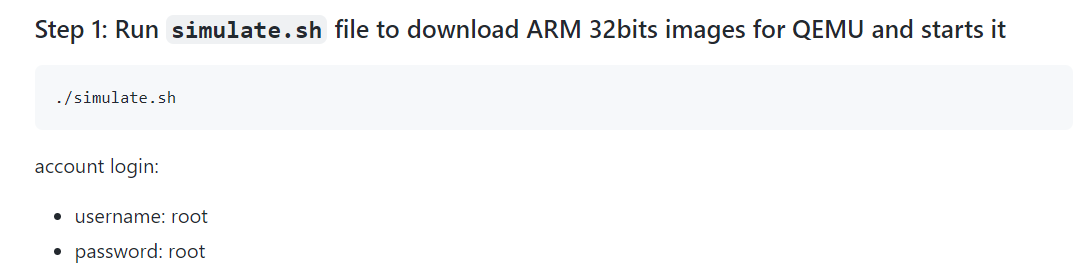 Step 1: Run simulate.sh file to download ARM 32bits images for QEMU and starts it
./simulate.sh
account login:
• username: root
• password: root